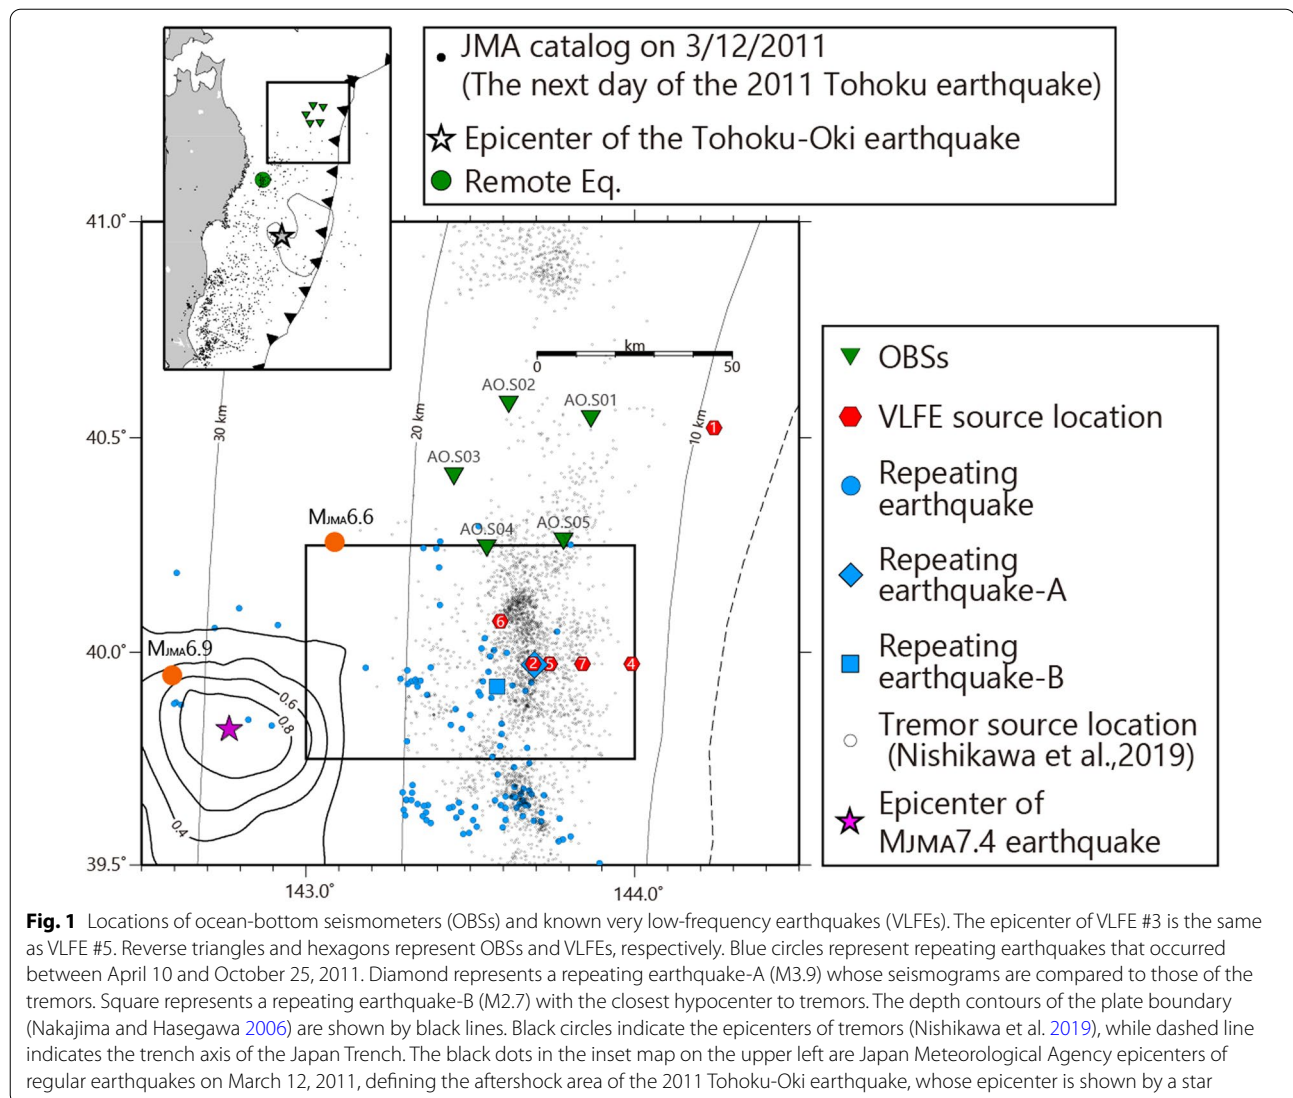 JMA catalog on 3/12/2011
(The next day of the 2011 Tohoku earthquake)
Epicenter of the Tohoku-Oki earthquake
Remote Eq.
41.0°
40.5°
40.0°
39.5°
143.0°
144.0°
km
0
50
30 km
20 km
10 km
AO.S02
AO.S01
AO.S03
AO.S04
AO.S05
1
6
2
5
7
4
MJMA6.6
MJMA6.9
0.6
0.8
0.4
OBSs
VLFE source location
Repeating
earthquake
Repeating
earthquake-A
Repeating
earthquake-B
Tremor source location
(Nishikawa et al.,2019)
Epicenter of
MJMA7.4 earthquake
Fig. 1 Locations of ocean-bottom seismometers (OBSs) and known very low-frequency earthquakes (VLFEs). The epicenter of VLFE #3 is the same
as VLFE #5. Reverse triangles and hexagons represent OBSs and VLFEs, respectively. Blue circles represent repeating earthquakes that occurred
between April 10 and October 25, 2011. Diamond represents a repeating earthquake-A (M3.9) whose seismograms are compared to those of the
tremors. Square represents a repeating earthquake-B (M2.7) with the closest hypocenter to tremors. The depth contours of the plate boundary
(Nakajima and Hasegawa 2006) are shown by black lines. Black circles indicate the epicenters of tremors (Nishikawa et al. 2019), while dashed line
indicates the trench axis of the Japan Trench. The black dots in the inset map on the upper left are Japan Meteorological Agency epicenters of
regular earthquakes on March 12, 2011, defining the aftershock area of the 2011 Tohoku-Oki earthquake, whose epicenter is shown by a star